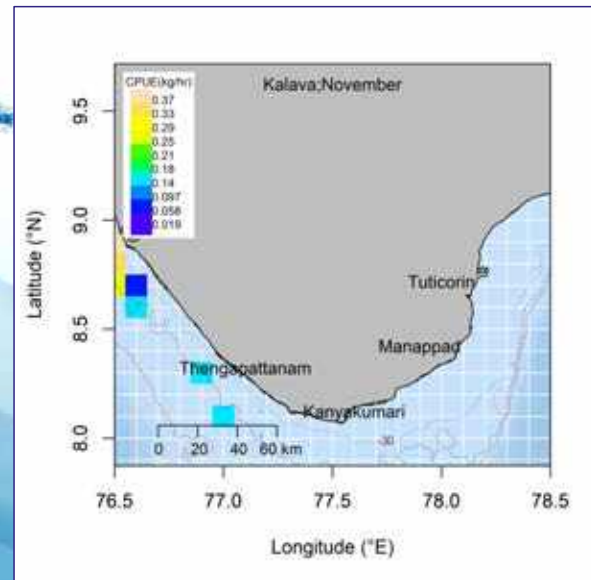 Kalava;November
CPUE(kg/hr)
0.37
0.33
0.29
0.25
0.21
0.18
0.14
0.097
0.058
0.019
Latitude (°N)
9.5
9.0
8.5
8.0
Tuticorin
Manappad
Thengapattanam
Kanyakumari
-30
0 20 40 60 km
76.5 77.0 77.5 78.0 78.5
Longitude (°E)